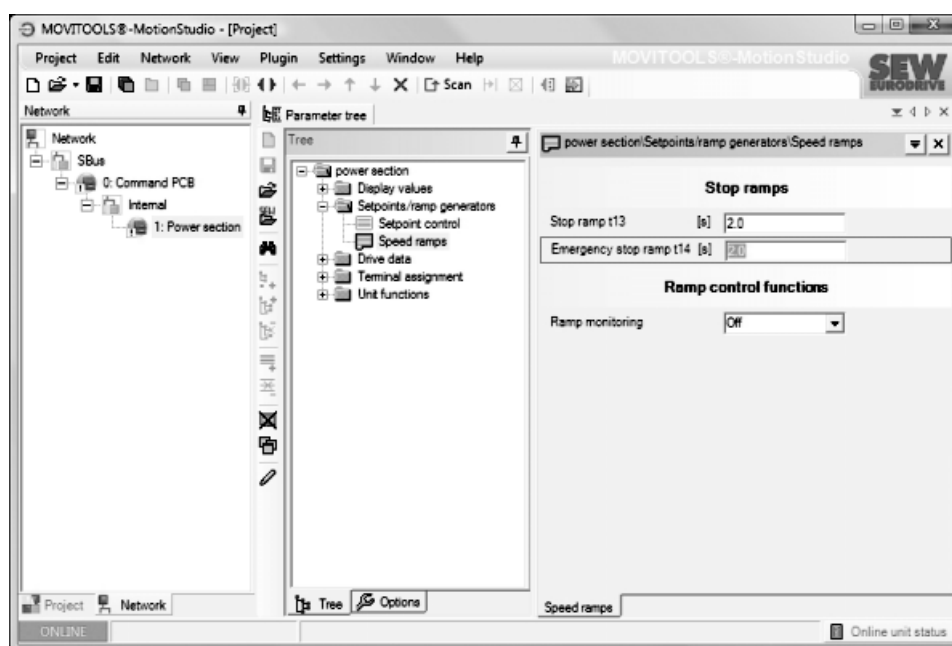 MOVITOOLS®-MotionStudio - [Project]
Project Edit Network View Plugin Settings Window Help
MOVITOOLS®-MotionStudio
SEW
EURODRIVE
Scan
Network
Network
SBus
0: Command PCB
Internal
1: Power section
Project Network
Parameter tree
Tree
power section
Display values
Setpoints/ramp generators
Setpoint control
Speed ramps
Drive data
Terminal assignment
Unit functions
Tree Options
power section\Setpoints/ramp generators\Speed ramps
Stop ramps
Stop ramp t13 [s] 2.0
Emergency stop ramp t14 [s] 2.0
Ramp control functions
Ramp monitoring Off
Speed ramps
ONLINE
Online unit status